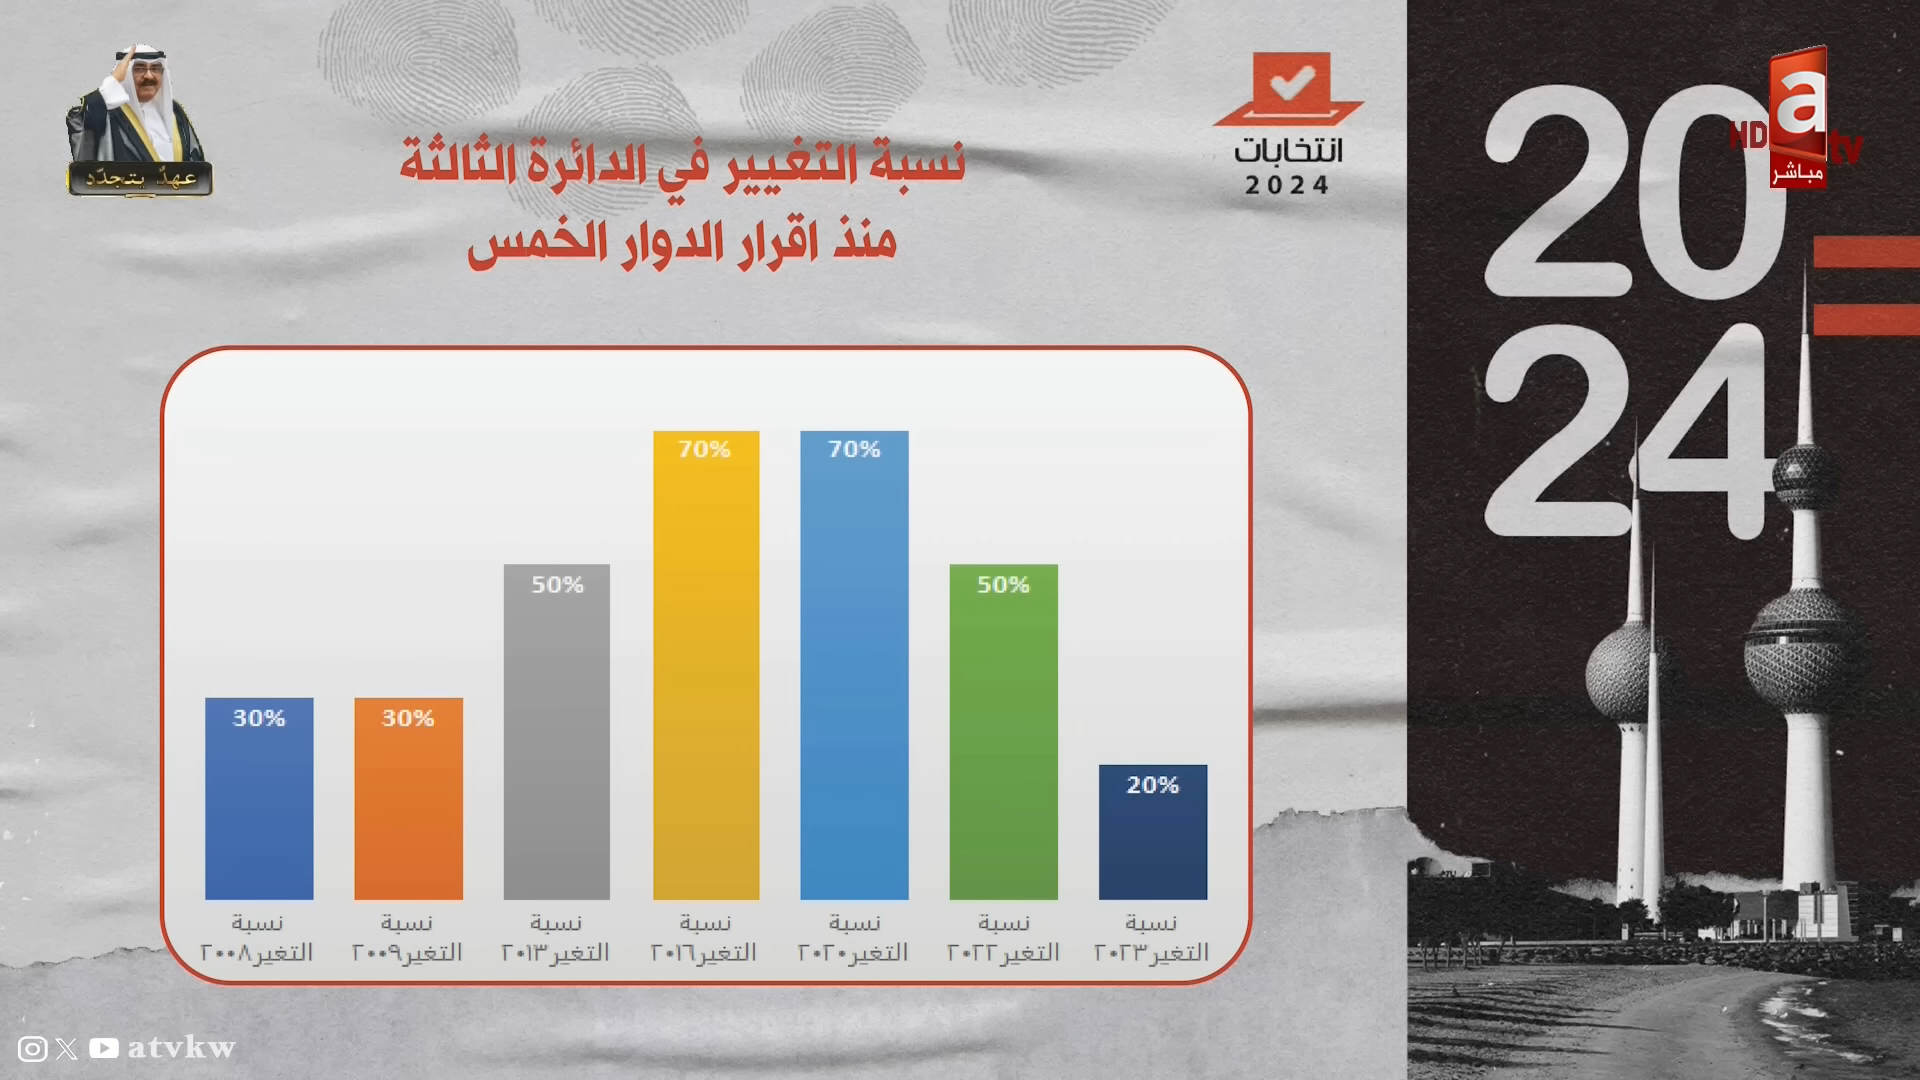 عهدٌ يتجدّد
نسبة التغيير في الدائرة الثالثة
منذ اقرار الدوار الخمس
انتخابات
2024
20
24
HD a tv
مباشر
70%
70%
50%
50%
30%
30%
20%
نسبة
التغير٢٠٠٨
نسبة
التغير٢٠٠٩
نسبة
التغير٢٠١٣
نسبة
التغير٢٠١٦
نسبة
التغير٢٠٢٠
نسبة
التغير٢٠٢٢
نسبة
التغير٢٠٢٣
atvkw